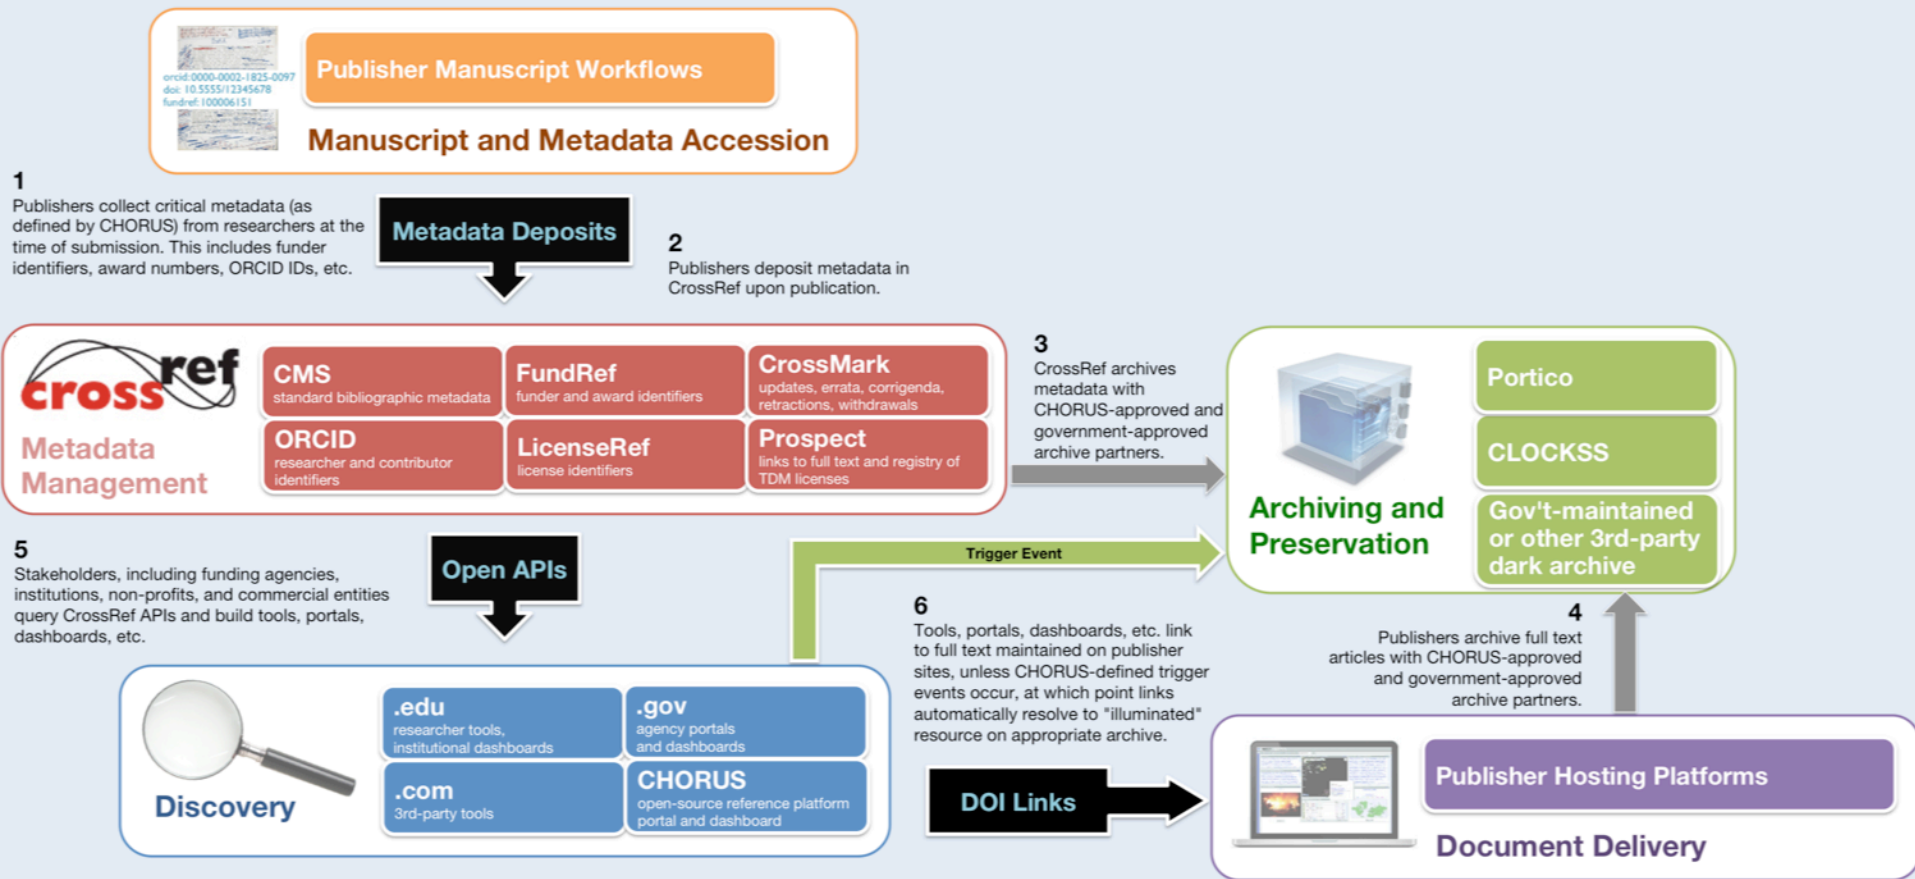 orcid:0000-0002-1825-0097
doi: 10.5555/12345678
fundref:100006151
Publisher Manuscript Workflows
Manuscript and Metadata Accession
1
Publishers collect critical metadata (as
defined by CHORUS) from researchers at the
time of submission. This includes funder
identifiers, award numbers, ORCID IDs, etc.
Metadata Deposits
2
Publishers deposit metadata in
CrossRef upon publication.
crossref
Metadata
Management
CMS
standard bibliographic metadata
FundRef
funder and award identifiers
CrossMark
updates, errata, corrigenda,
retractions, withdrawals
ORCID
researcher and contributor
identifiers
LicenseRef
license identifiers
Prospect
links to full text and registry of
TDM licenses
3
CrossRef archives
metadata with
CHORUS-approved and
government-approved
archive partners.
Archiving and
Preservation
Portico
CLOCKSS
Gov't-maintained
or other 3rd-party
dark archive
5
Stakeholders, including funding agencies,
institutions, non-profits, and commercial entities
query CrossRef APIs and build tools, portals,
dashboards, etc.
Open APIs
Trigger Event
6
Tools, portals, dashboards, etc. link
to full text maintained on publisher
sites, unless CHORUS-defined trigger
events occur, at which point links
automatically resolve to "illuminated"
resource on appropriate archive.
4
Publishers archive full text
articles with CHORUS-approved
and government-approved
archive partners.
Discovery
.edu
researcher tools,
institutional dashboards
.gov
agency portals
and dashboards
.com
3rd-party tools
CHORUS
open-source reference platform
portal and dashboard
DOI Links
Publisher Hosting Platforms
Document Delivery